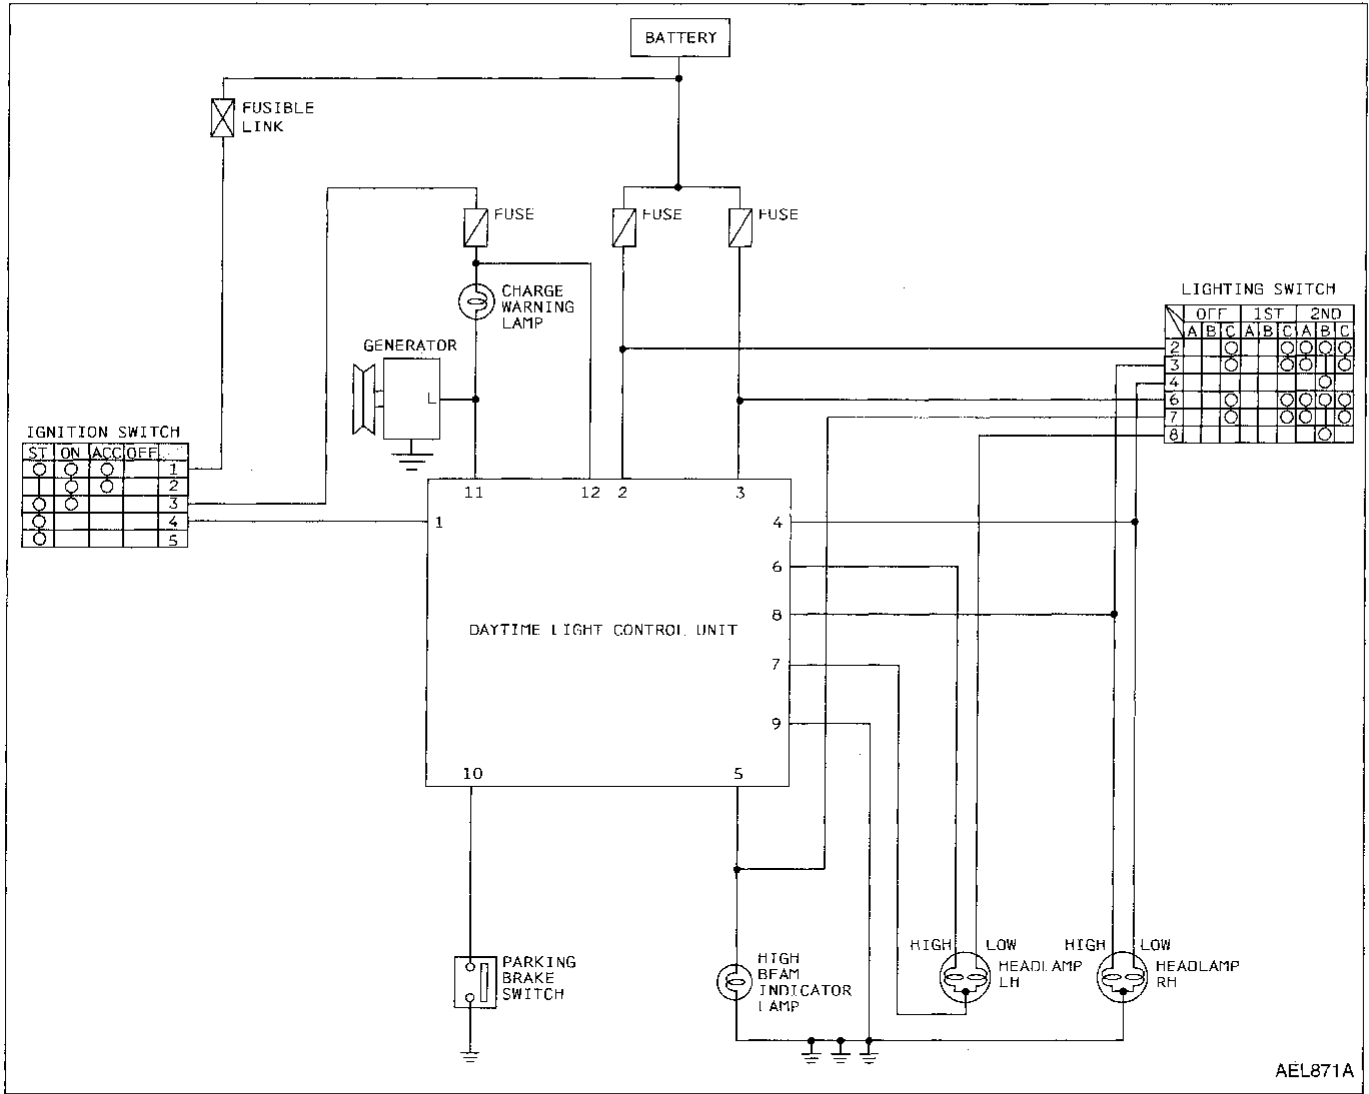 BATTERY
FUSIBLE
LINK
FUSE
FUSE
FUSE
CHARGE
WARNING
LAMP
GENERATOR
L
LIGHTING SWITCH
OFF 1ST 2ND
A B C A B C A B C
2
3
4
6
7
8
IGNITION SWITCH
ST ON ACC OFF
1
2
3
4
5
11 12 2 3
1
4
6
8
7
9
DAYTIME LIGHT CONTROL UNIT
10 5
PARKING
BRAKE
SWITCH
HIGH
BEAM
INDICATOR
LAMP
HIGH LOW
HEADLAMP
LH
HIGH LOW
HEADLAMP
RH
AEL871A